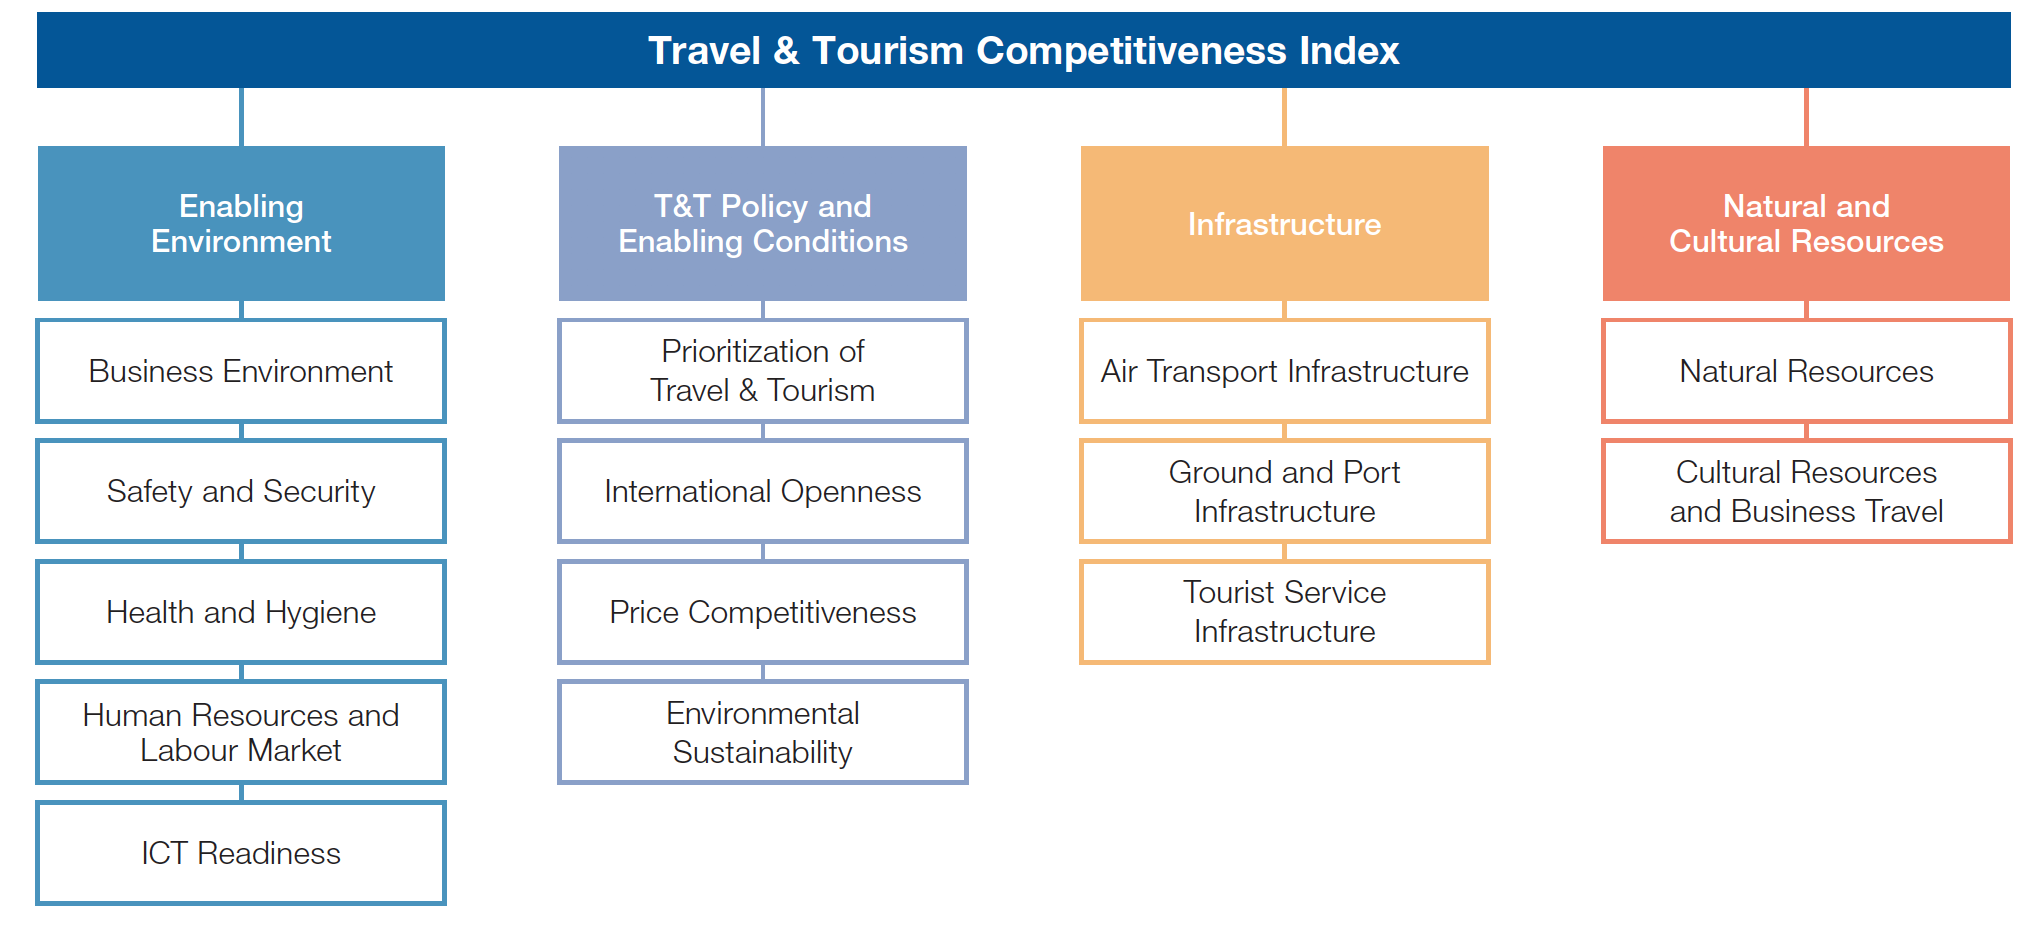 Travel & Tourism Competitiveness Index
Enabling
Environment
Business Environment
Safety and Security
Health and Hygiene
Human Resources and
Labour Market
ICT Readiness
T&T Policy and
Enabling Conditions
Prioritization of
Travel & Tourism
International Openness
Price Competitiveness
Environmental
Sustainability
Infrastructure
Air Transport Infrastructure
Ground and Port
Infrastructure
Tourist Service
Infrastructure
Natural and
Cultural Resources
Natural Resources
Cultural Resources
and Business Travel